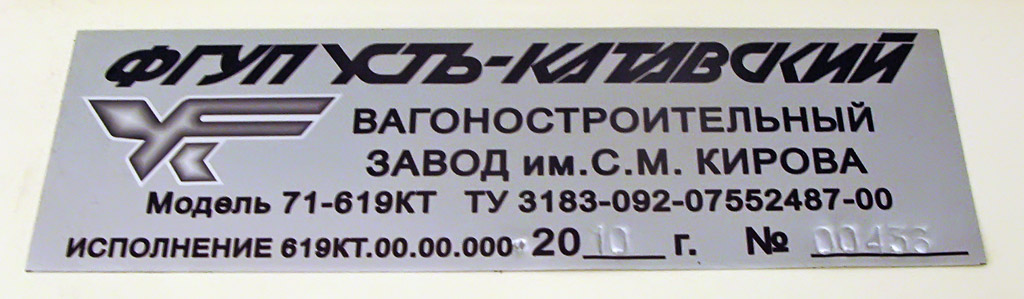 ФГУП УСТЬ-КАТАВСКИЙ
ВАГОНОСТРОИТЕЛЬНЫЙ
ЗАВОД им.С.М. КИРОВА
Модель 71-619КТ ТУ 3183-092-07552487-00
ИСПОЛНЕНИЕ 619КТ.00.00.000 2010 г. № 00433